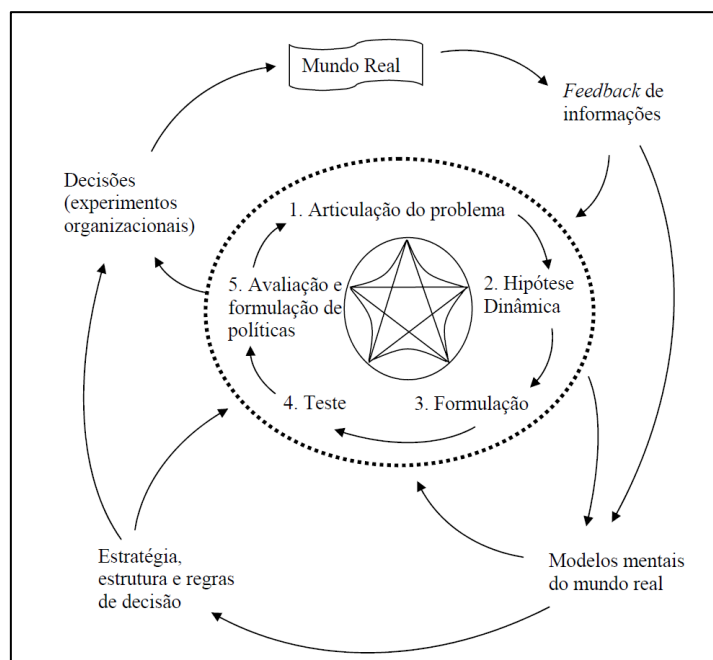 Mundo Real
Feedback de
informações
Decisões
(experimentos
organizacionais)
1. Articulação do problema
2. Hipótese
Dinâmica
5. Avaliação e
formulação de
políticas
4. Teste
3. Formulação
Estratégia,
estrutura e regras
de decisão
Modelos mentais
do mundo real